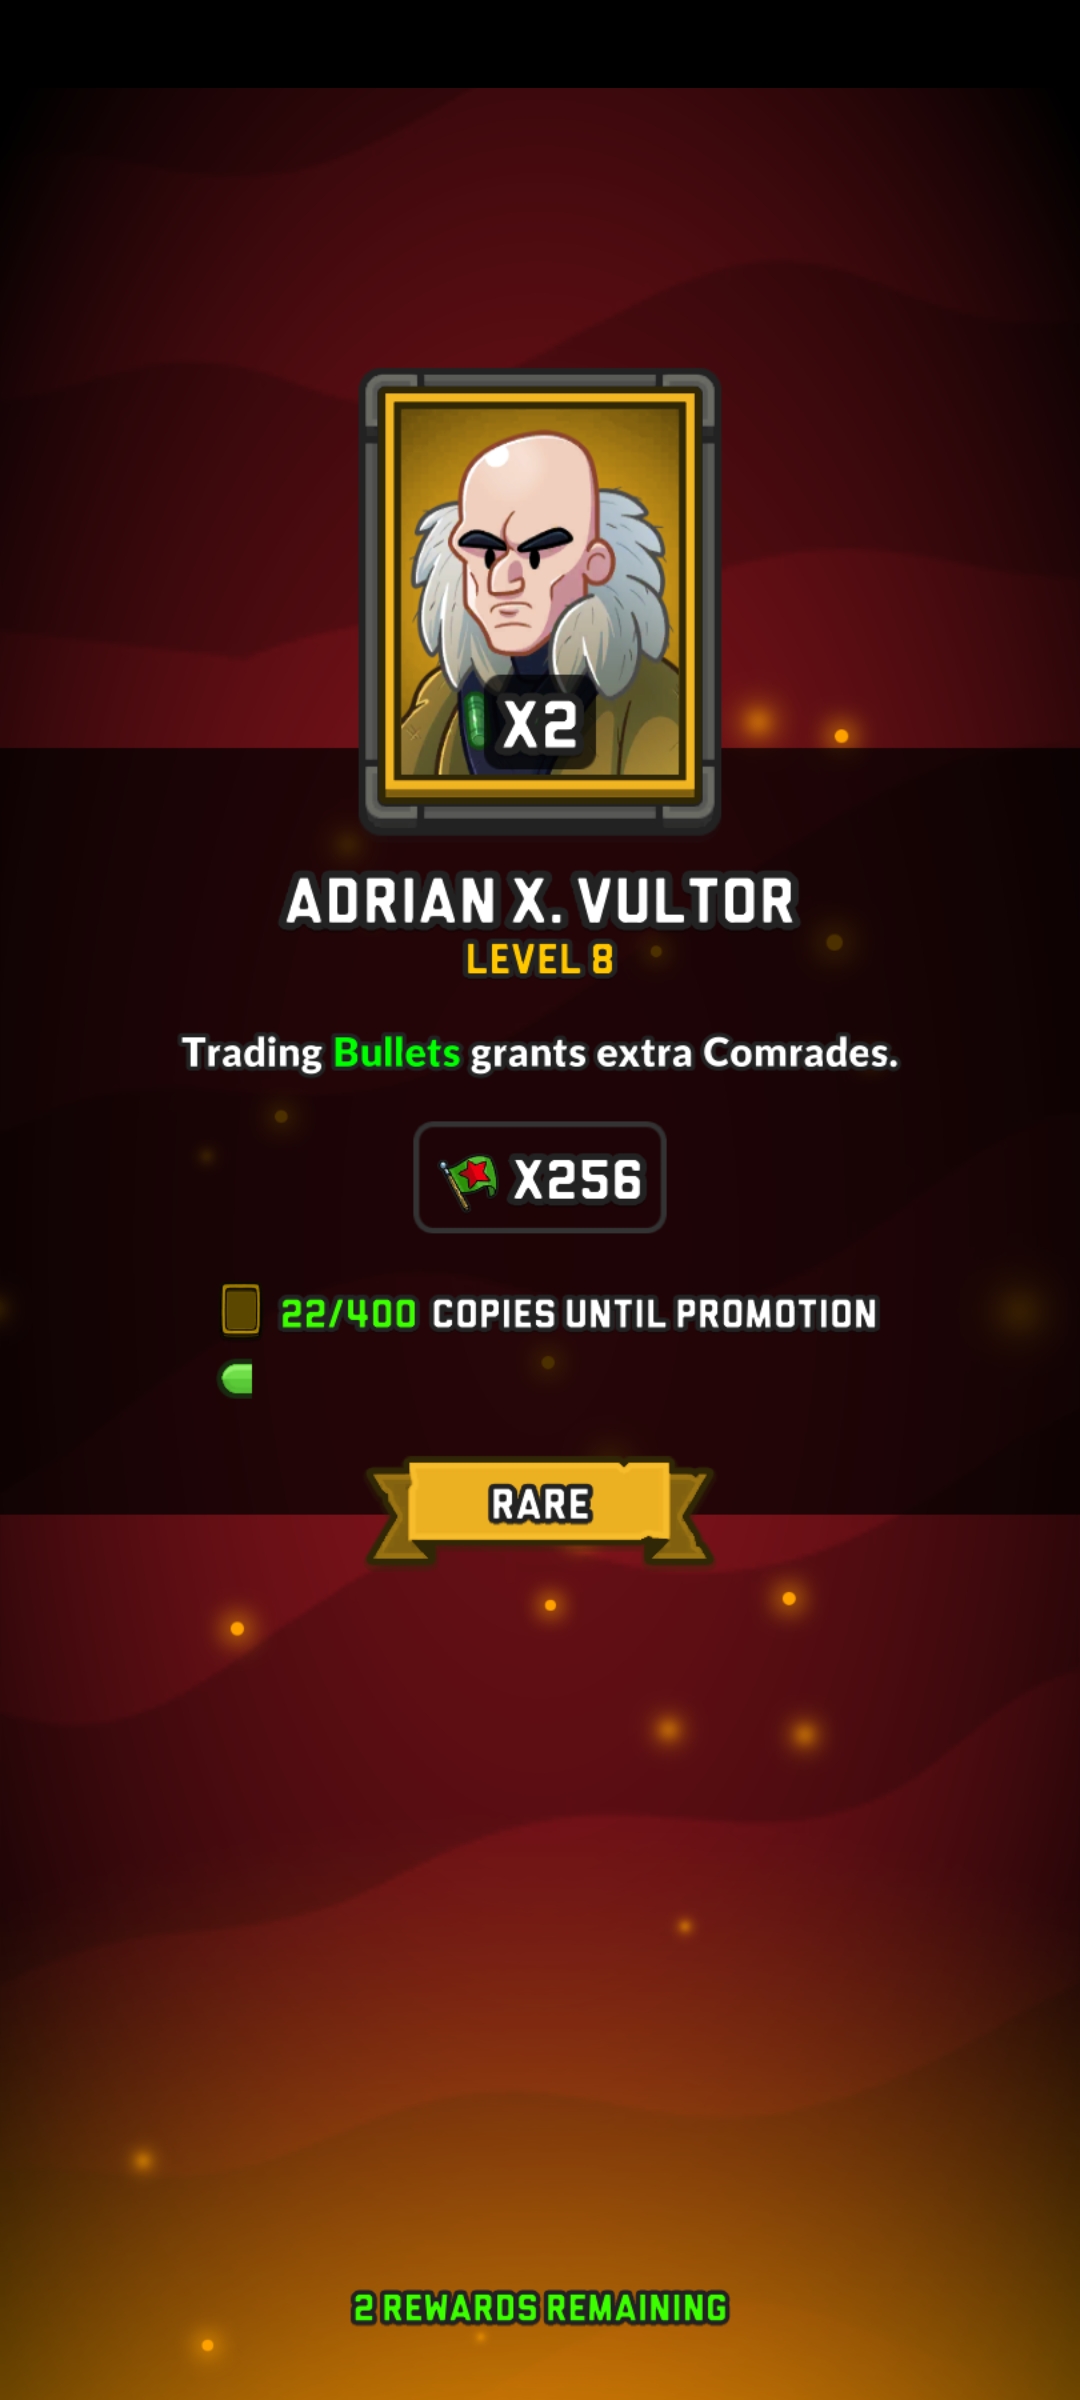 X2
ADRIAN X. VULTOR
LEVEL 8
Trading Bullets grants extra Comrades.
X256
22/400 COPIES UNTIL PROMOTION
RARE
2 REWARDS REMAINING